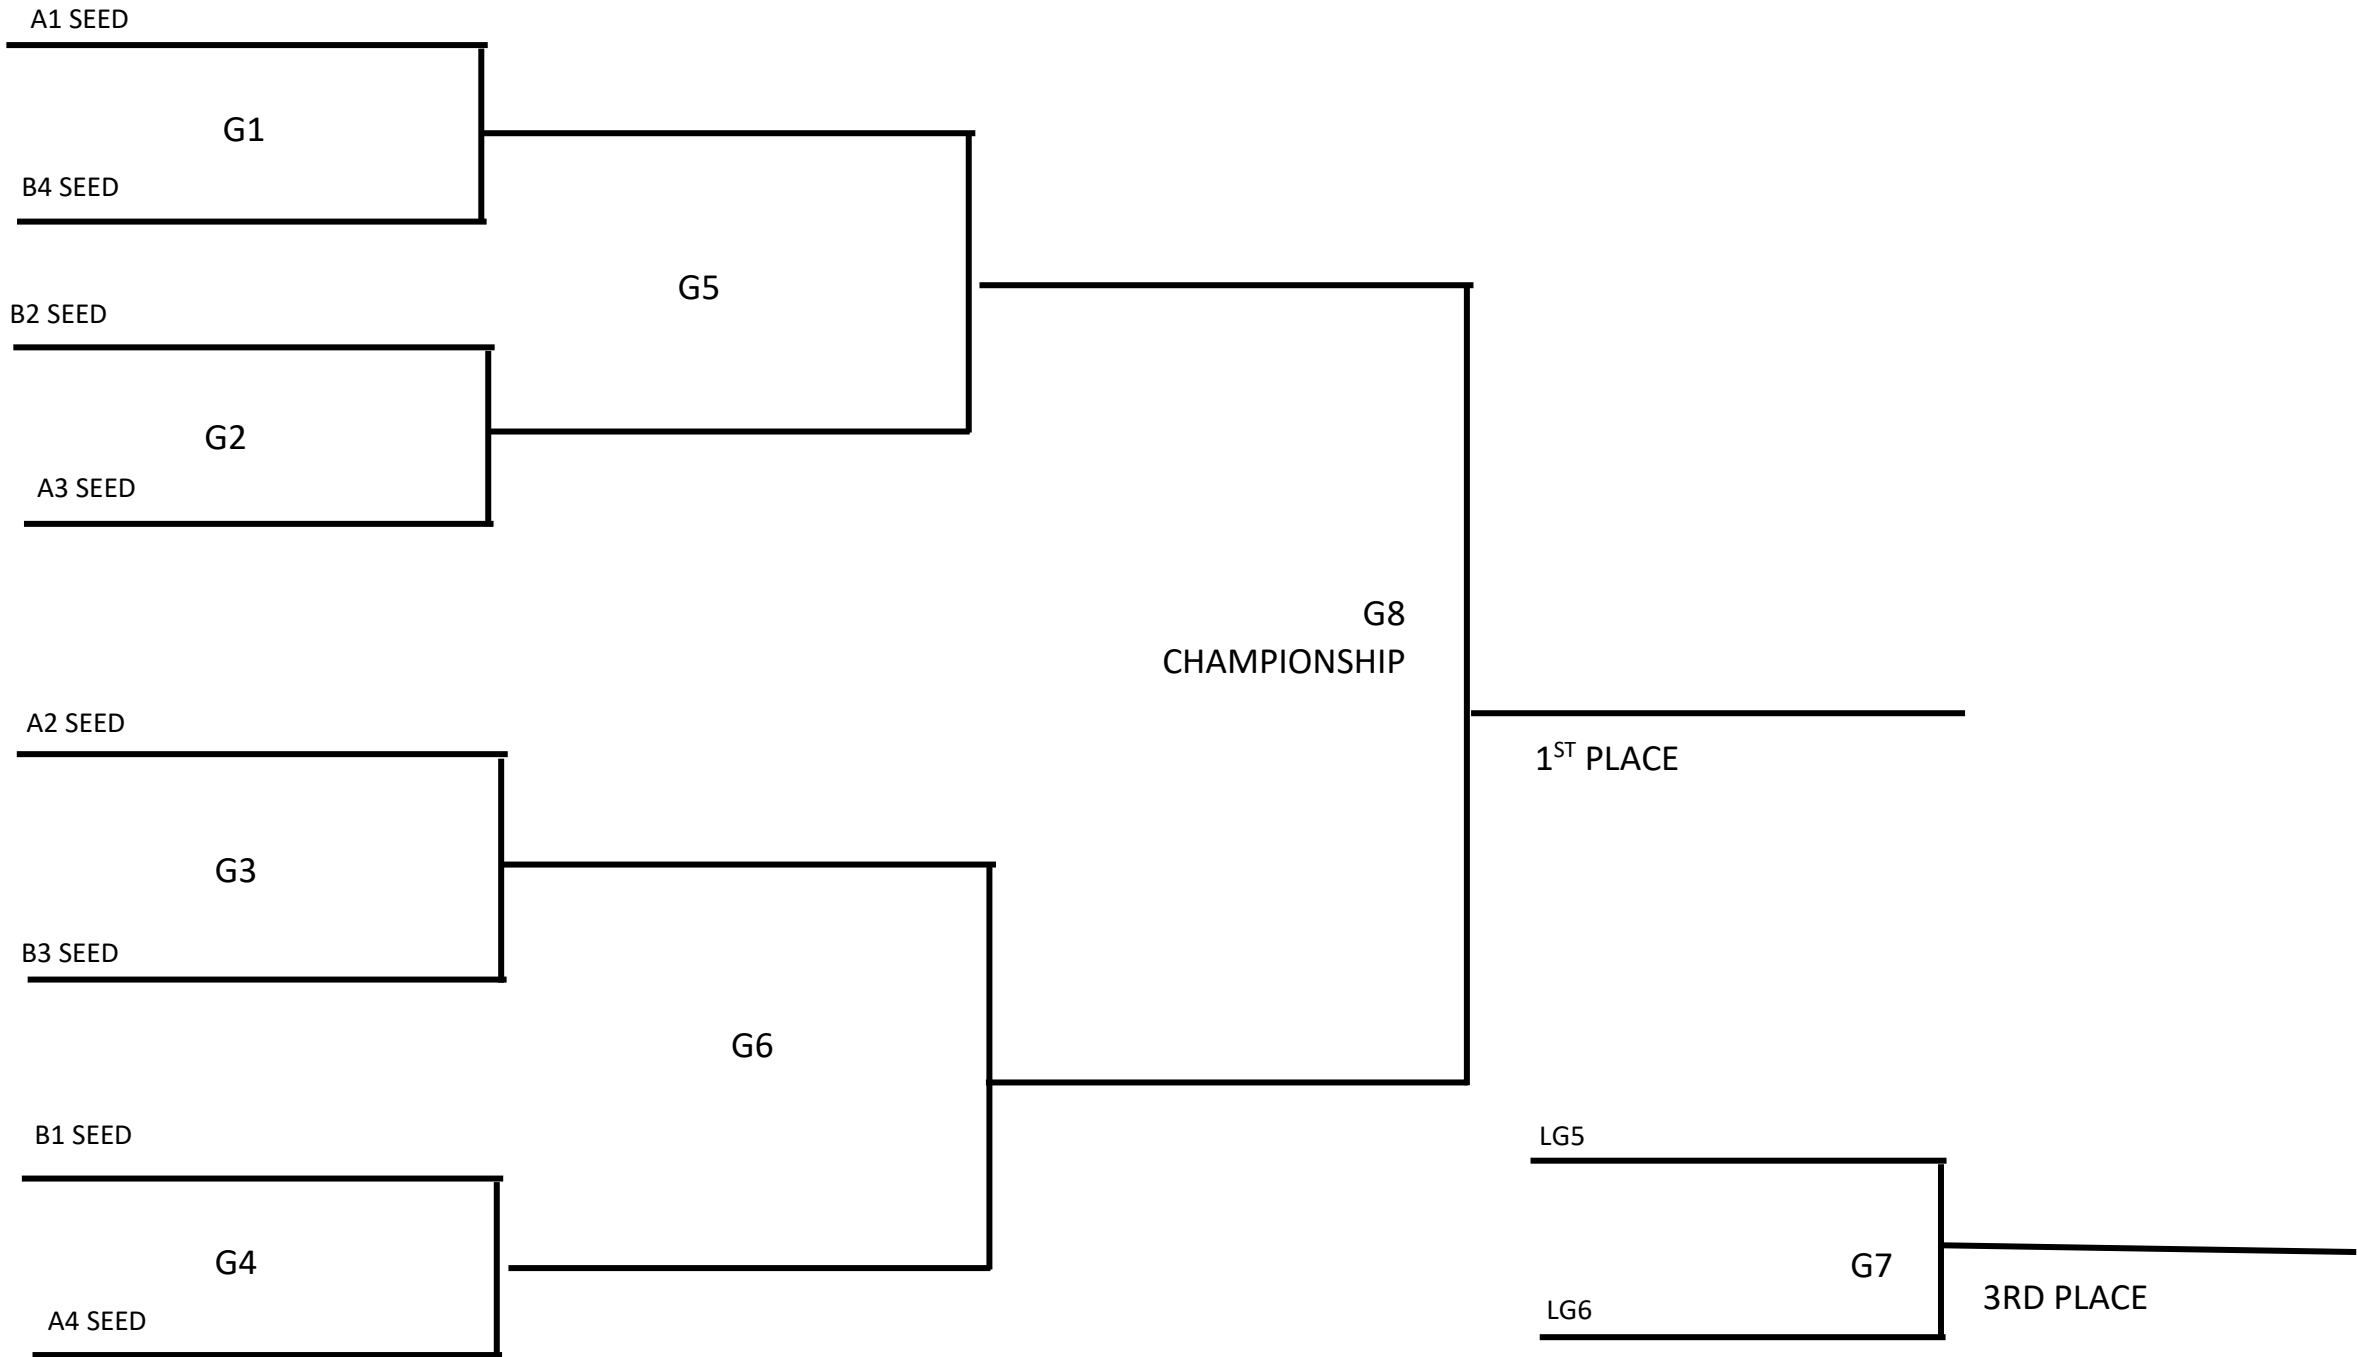 A1 SEED
G1
B4 SEED
G5
B2 SEED
G2
A3 SEED
G8
CHAMPIONSHIP
A2 SEED
1ST PLACE
G3
B3 SEED
G6
B1 SEED
LG5
G4
G7
3RD PLACE
LG6
A4 SEED